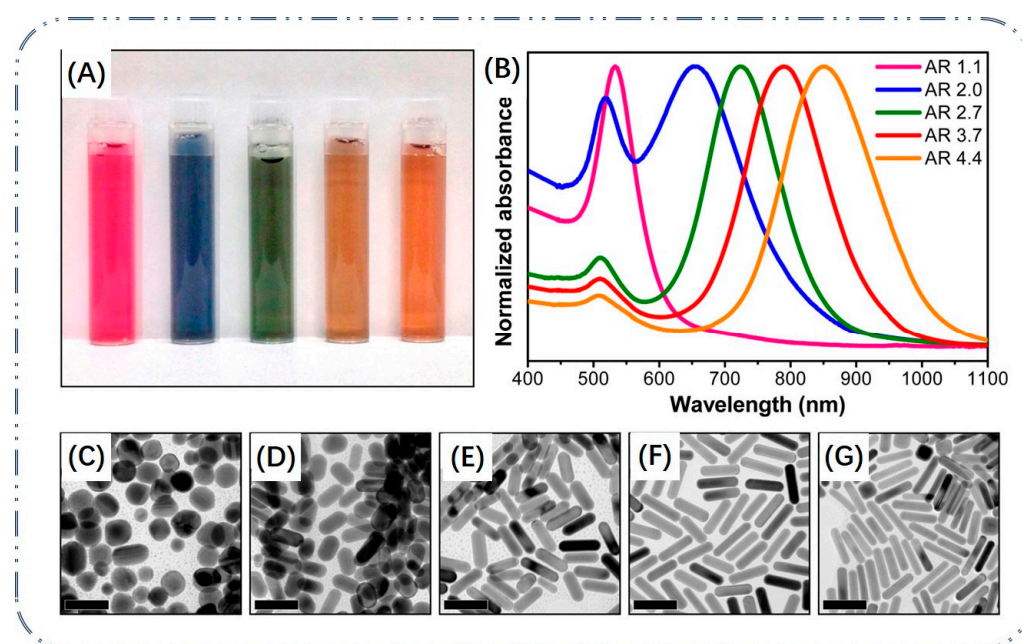 (A)
(B)
AR 1.1
AR 2.0
AR 2.7
AR 3.7
AR 4.4
Normalized absorbance
400 500 600 700 800 900 1000 1100
Wavelength (nm)
(C) (D) (E) (F) (G)